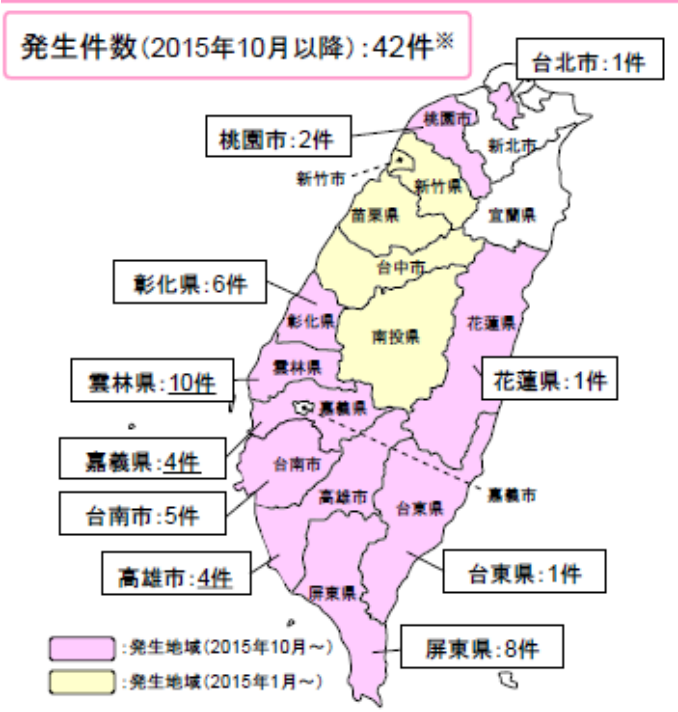 発生件数(2015年10月以降):42件※
台北市:1件
桃園市
桃園市:2件
新北市
新竹市
新竹県
苗栗県
宜蘭県
台中市
彰化県:6件
彰化県
花蓮県
南投県
雲林県
雲林県:10件
花蓮県:1件
嘉義県
嘉義県:4件
台南市
嘉義市
高雄市
台東県
台南市:5件
高雄市:4件
台東県:1件
屏東県
:発生地域(2015年10月~)
屏東県:8件
:発生地域(2015年1月~)